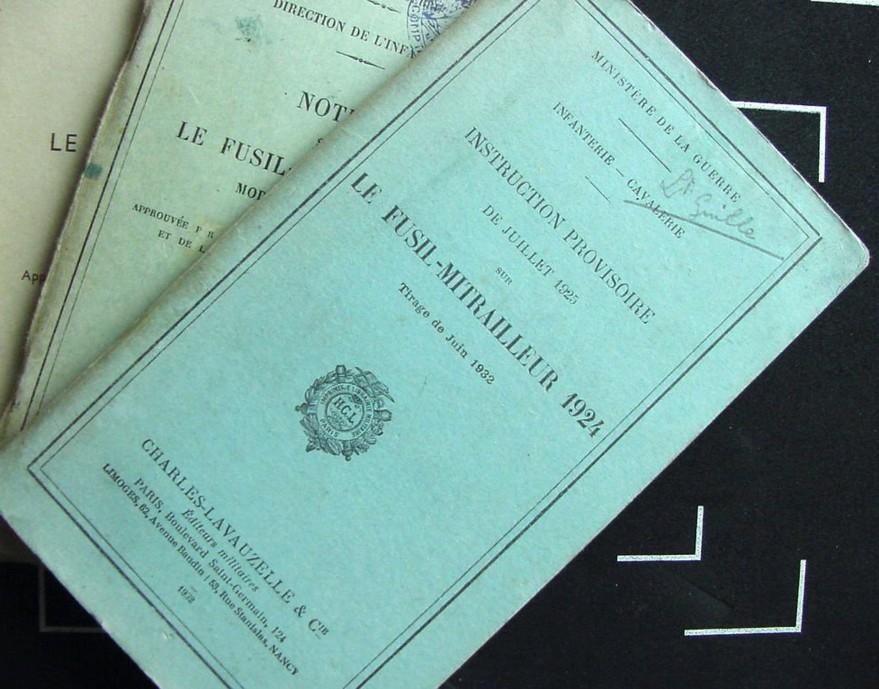 MINISTÈRE DE LA GUERRE
INFANTERIE — CAVALERIE
INSTRUCTION PROVISOIRE
DE JUILLET 1925
SUR
LE FUSIL-MITRAILLEUR 1924
Tirage de Juin 1932
H.C.L.
CHARLES-LAVAUZELLE & Cie
Éditeurs militaires
PARIS, Boulevard Saint-Germain, 124
LIMOGES, 62, Avenue Baudin | 53, Rue Stanislas, NANCY
1932
DIRECTION DE L'INF
NOTI
LE FUSIL-
MOD
APPROUVÉE P R
ET DE L
LE
App